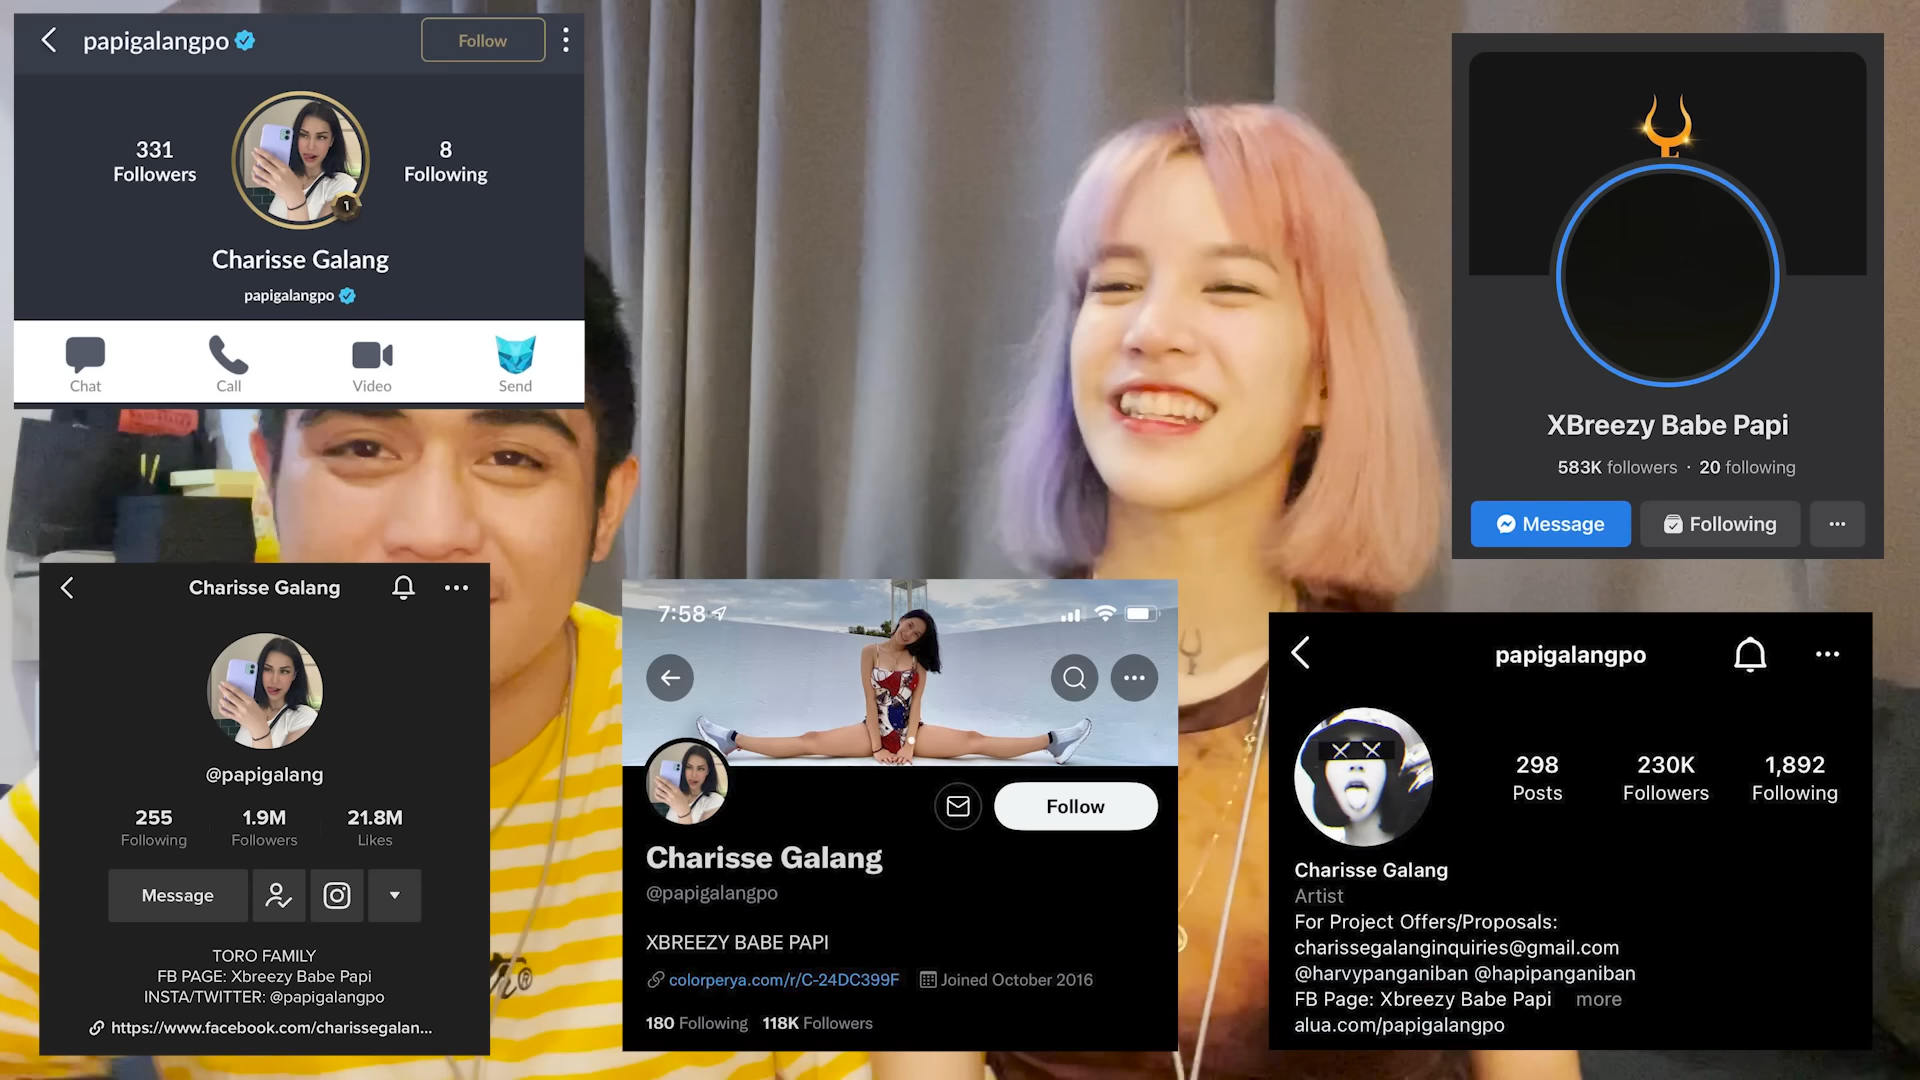 papigalangpo
Follow
331
Followers
8
Following
1
Charisse Galang
papigalangpo
Chat
Call
Video
Send
XBreezy Babe Papi
583K followers · 20 following
Message
Following
Charisse Galang
@papigalang
255
Following
1.9M
Followers
21.8M
Likes
Message
TORO FAMILY
FB PAGE: Xbreezy Babe Papi
INSTA/TWITTER: @papigalangpo
https://www.facebook.com/charissegalan...
7:58
Follow
Charisse Galang
@papigalangpo
XBREEZY BABE PAPI
colorperya.com/r/C-24DC399F
Joined October 2016
180 Following 118K Followers
papigalangpo
298
Posts
230K
Followers
1,892
Following
Charisse Galang
Artist
For Project Offers/Proposals:
charissegalanginquiries@gmail.com
@harvypanganiban @hapipanganiban
FB Page: Xbreezy Babe Papi more
alua.com/papigalangpo